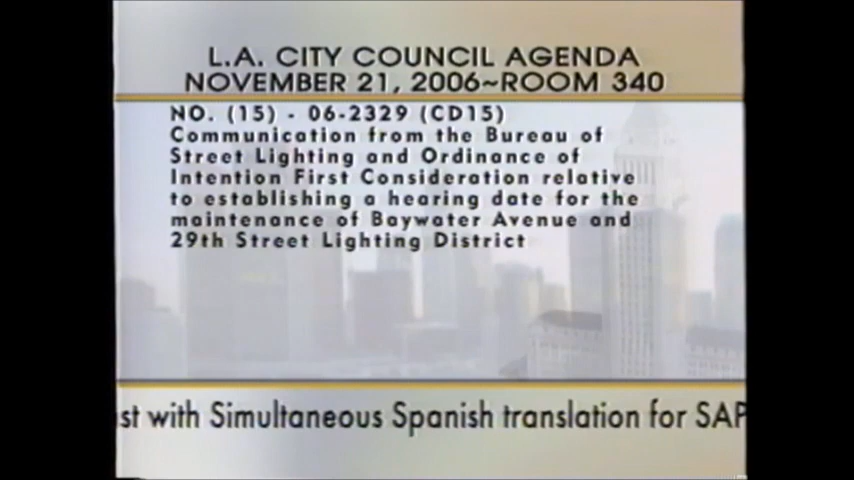 L.A. CITY COUNCIL AGENDA
NOVEMBER 21, 2006~ROOM 340
NO. (15) - 06-2329 (CD15)
Communication from the Bureau of
Street Lighting and Ordinance of
Intention First Consideration relative
to establishing a hearing date for the
maintenance of Baywater Avenue and
29th Street Lighting District
st with Simultaneous Spanish translation for SAP